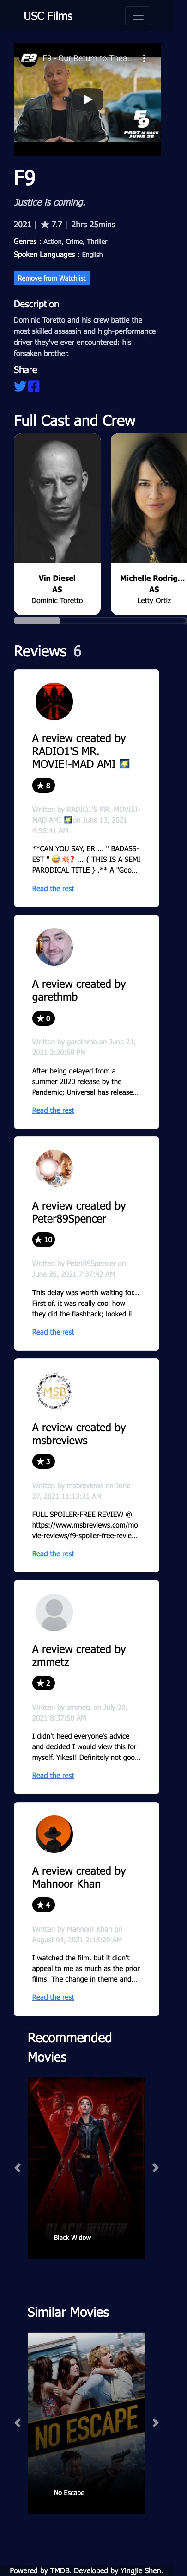 USC Films
F9
F9 - Our Return to Thea...
F9
FAST IS BACK
JUNE 25
F9
Justice is coming.
2021 | ★ 7.7 | 2hrs 25mins
Genres : Action, Crime, Thriller
Spoken Languages : English
Remove from Watchlist
Description
Dominic Toretto and his crew battle the
most skilled assassin and high-performance
driver they've ever encountered: his
forsaken brother.
Share
Full Cast and Crew
Vin Diesel
AS
Dominic Toretto
Michelle Rodrig...
AS
Letty Ortiz
Reviews 6
A review created by
RADIO1'S MR.
MOVIE!-MAD AMI 🌠
★ 8
Written by RADIO1'S MR. MOVIE!-
MAD AMI 🌠on June 13, 2021
4:55:41 AM
**CAN YOU SAY, ER ... " BADASS-
EST " 😅💥❓ ... { THIS IS A SEMI
PARODICAL TITLE } .** A "Goo...
Read the rest
A review created by
garethmb
★ 0
Written by garethmb on June 21,
2021 2:20:58 PM
After being delayed from a
summer 2020 release by the
Pandemic; Universal has release...
Read the rest
A review created by
Peter89Spencer
★ 10
Written by Peter89Spencer on
June 26, 2021 7:37:42 AM
This delay was worth waiting for...
First of, it was really cool how
they did the flashback; looked li...
Read the rest
MSB
A review created by
msbreviews
★ 3
Written by msbreviews on June
27, 2021 11:13:31 AM
FULL SPOILER-FREE REVIEW @
https://www.msbreviews.com/mo
vie-reviews/f9-spoiler-free-revie...
Read the rest
A review created by
zmmetz
★ 2
Written by zmmetz on July 30,
2021 8:37:50 AM
I didn't heed everyone's advice
and decided I would view this for
myself. Yikes!! Definitely not goo...
Read the rest
A review created by
Mahnoor Khan
★ 4
Written by Mahnoor Khan on
August 04, 2021 2:13:20 AM
I watched the film, but it didn't
appeal to me as much as the prior
films. The change in theme and...
Read the rest
Recommended
Movies
BLACK WIDOW
Black Widow
Similar Movies
NO ESCAPE
No Escape
Powered by TMDB. Developed by Yingjie Shen.